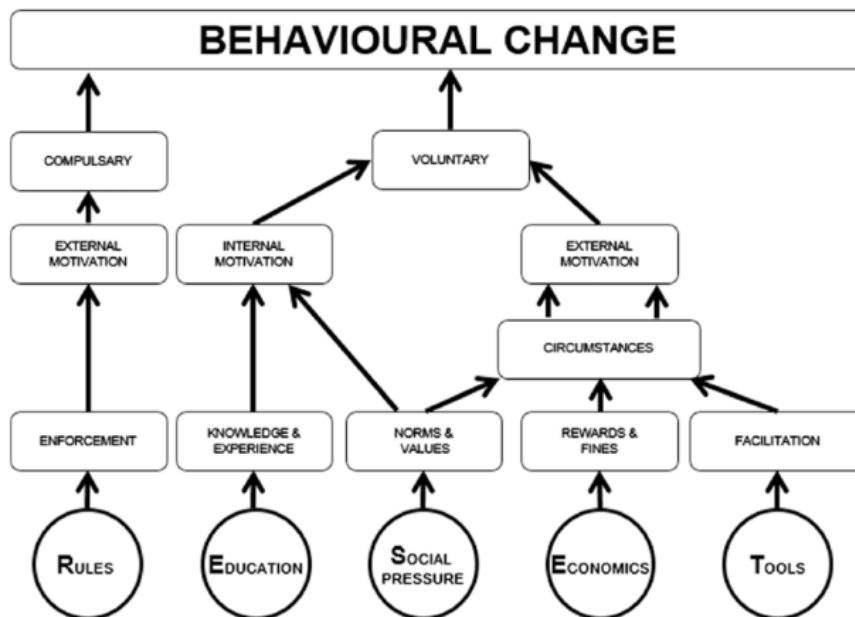 BEHAVIOURAL CHANGE
COMPULSARY
VOLUNTARY
EXTERNAL
MOTIVATION
INTERNAL
MOTIVATION
EXTERNAL
MOTIVATION
CIRCUMSTANCES
ENFORCEMENT
KNOWLEDGE &
EXPERIENCE
NORMS &
VALUES
REWARDS &
FINES
FACILITATION
RULES
EDUCATION
SOCIAL
PRESSURE
ECONOMICS
TOOLS